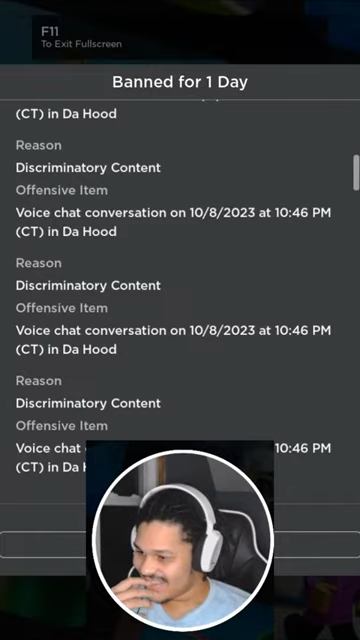 F11
To Exit Fullscreen
Banned for 1 Day
(CT) in Da Hood
Reason
Discriminatory Content
Offensive Item
Voice chat conversation on 10/8/2023 at 10:46 PM
(CT) in Da Hood
Reason
Discriminatory Content
Offensive Item
Voice chat conversation on 10/8/2023 at 10:46 PM
(CT) in Da Hood
Reason
Discriminatory Content
Offensive Item
Voice chat 10:46 PM
(CT) in Da